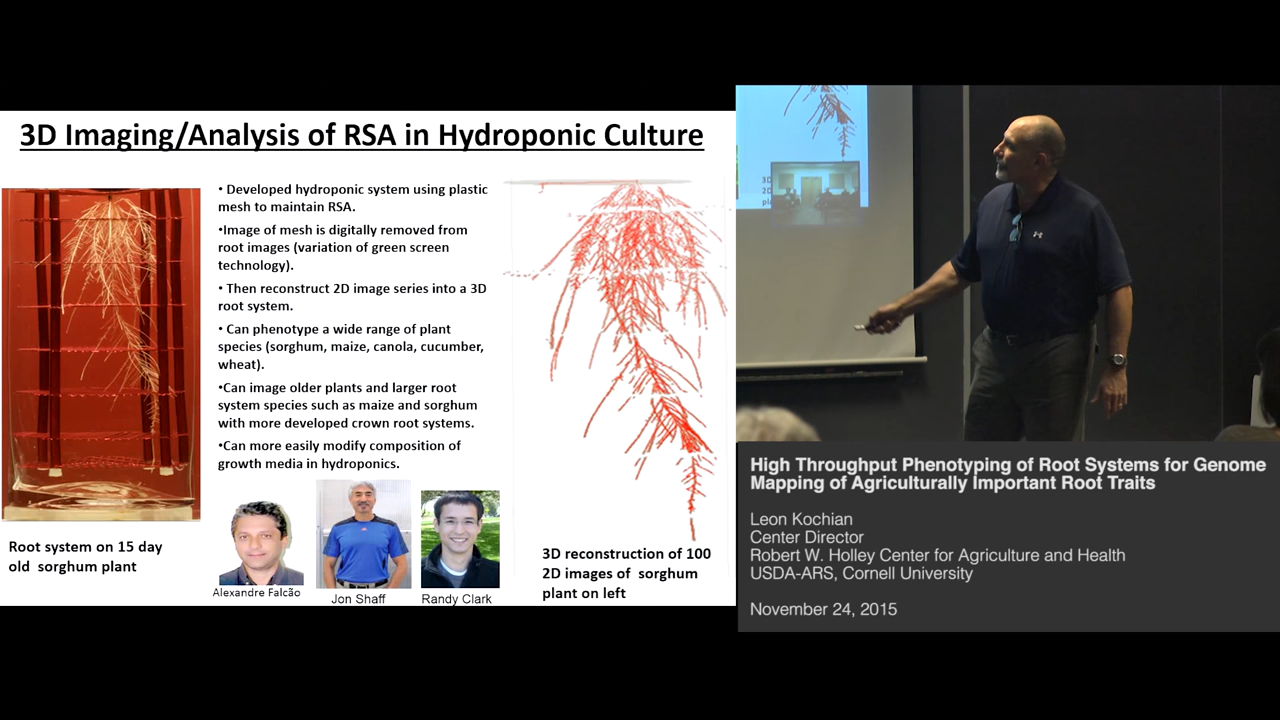 3D Imaging/Analysis of RSA in Hydroponic Culture
• Developed hydroponic system using plastic
mesh to maintain RSA.
•Image of mesh is digitally removed from
root images (variation of green screen
technology).
• Then reconstruct 2D image series into a 3D
root system.
• Can phenotype a wide range of plant
species (sorghum, maize, canola, cucumber,
wheat).
•Can image older plants and larger root
system species such as maize and sorghum
with more developed crown root systems.
•Can more easily modify composition of
growth media in hydroponics.
Root system on 15 day
old sorghum plant
Alexandre Falcão
Jon Shaff
Randy Clark
3D reconstruction of 100
2D images of sorghum
plant on left
High Throughput Phenotyping of Root Systems for Genome
Mapping of Agriculturally Important Root Traits
Leon Kochian
Center Director
Robert W. Holley Center for Agriculture and Health
USDA-ARS, Cornell University
November 24, 2015